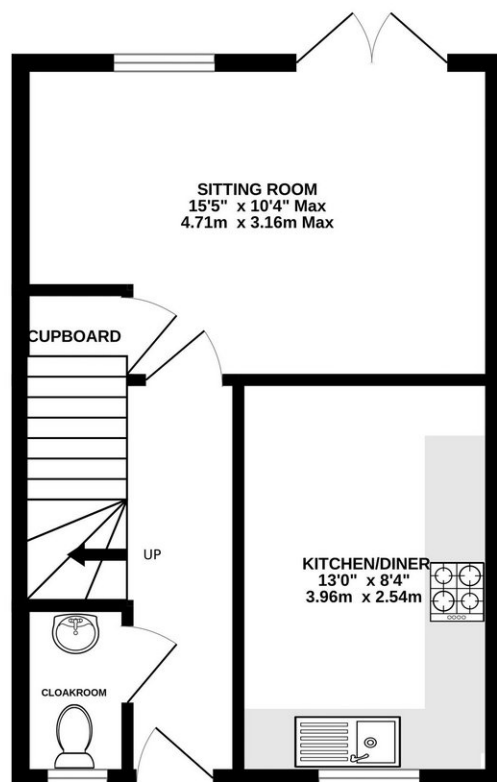 SITTING ROOM
15'5" x 10'4" Max
4.71m x 3.16m Max
CUPBOARD
UP
KITCHEN/DINER
13'0" x 8'4"
3.96m x 2.54m
CLOAKROOM